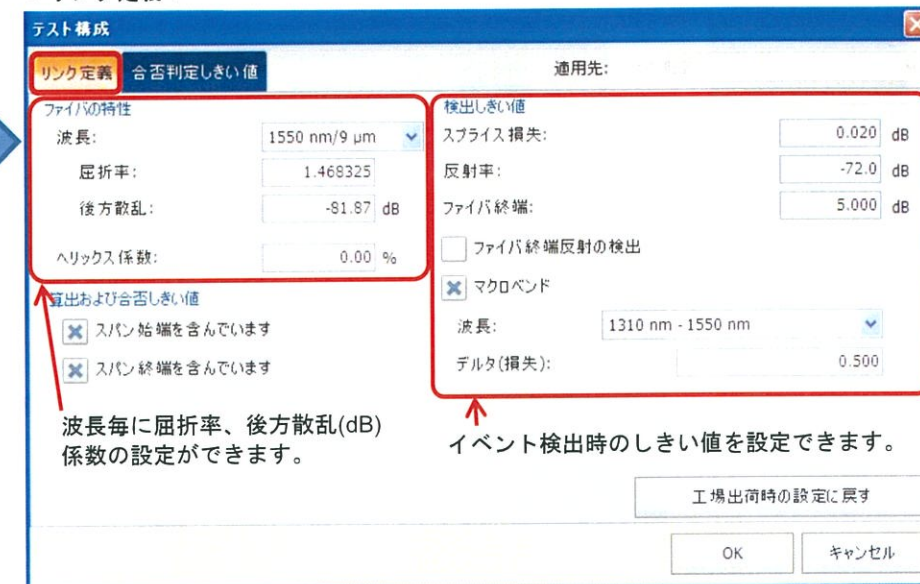 テスト構成
リンク定義 合否判定しきい値 適用先:
ファイバの特性
波長: 1550 nm/9 µm
屈折率: 1.468325
後方散乱: -81.87 dB
ヘリックス係数: 0.00 %
算出および合否しきい値
スパン始端を含んでいます
スパン終端を含んでいます
波長毎に屈折率、後方散乱(dB)
係数の設定ができます。
検出しきい値
スプライス損失: 0.020 dB
反射率: -72.0 dB
ファイバ終端: 5.000 dB
ファイバ終端反射の検出
マクロベンド
波長: 1310 nm - 1550 nm
デルタ(損失): 0.500
イベント検出時のしきい値を設定できます。
工場出荷時の設定に戻す
OK キャンセル